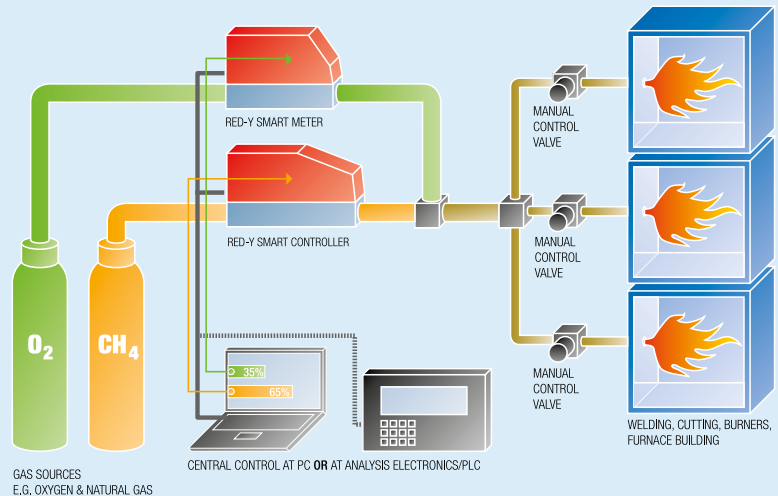 RED-Y SMART METER
MANUAL
CONTROL
VALVE
RED-Y SMART CONTROLLER
MANUAL
CONTROL
VALVE
O2
CH4
35%
65%
MANUAL
CONTROL
VALVE
WELDING, CUTTING, BURNERS,
FURNACE BUILDING
CENTRAL CONTROL AT PC OR AT ANALYSIS ELECTRONICS/PLC
GAS SOURCES
E.G, OXYGEN & NATURAL GAS